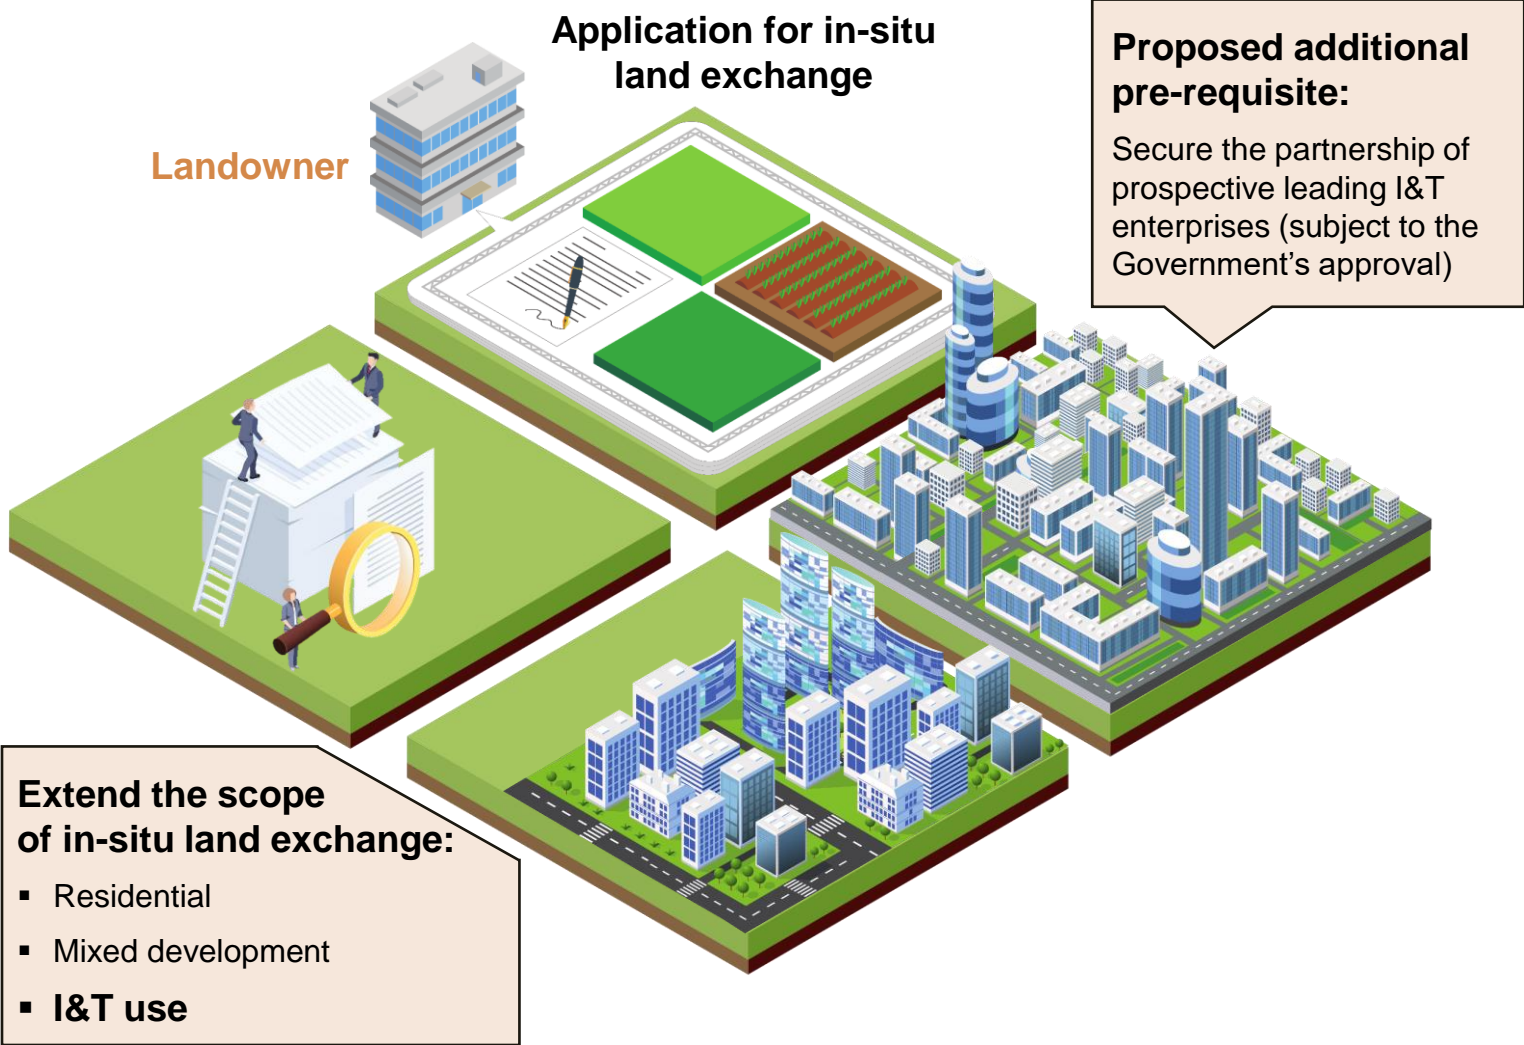 Application for in-situ
land exchange
Landowner
Proposed additional
pre-requisite:
Secure the partnership of
prospective leading I&T
enterprises (subject to the
Government’s approval)
Extend the scope
of in-situ land exchange:
▪ Residential
▪ Mixed development
▪ I&T use